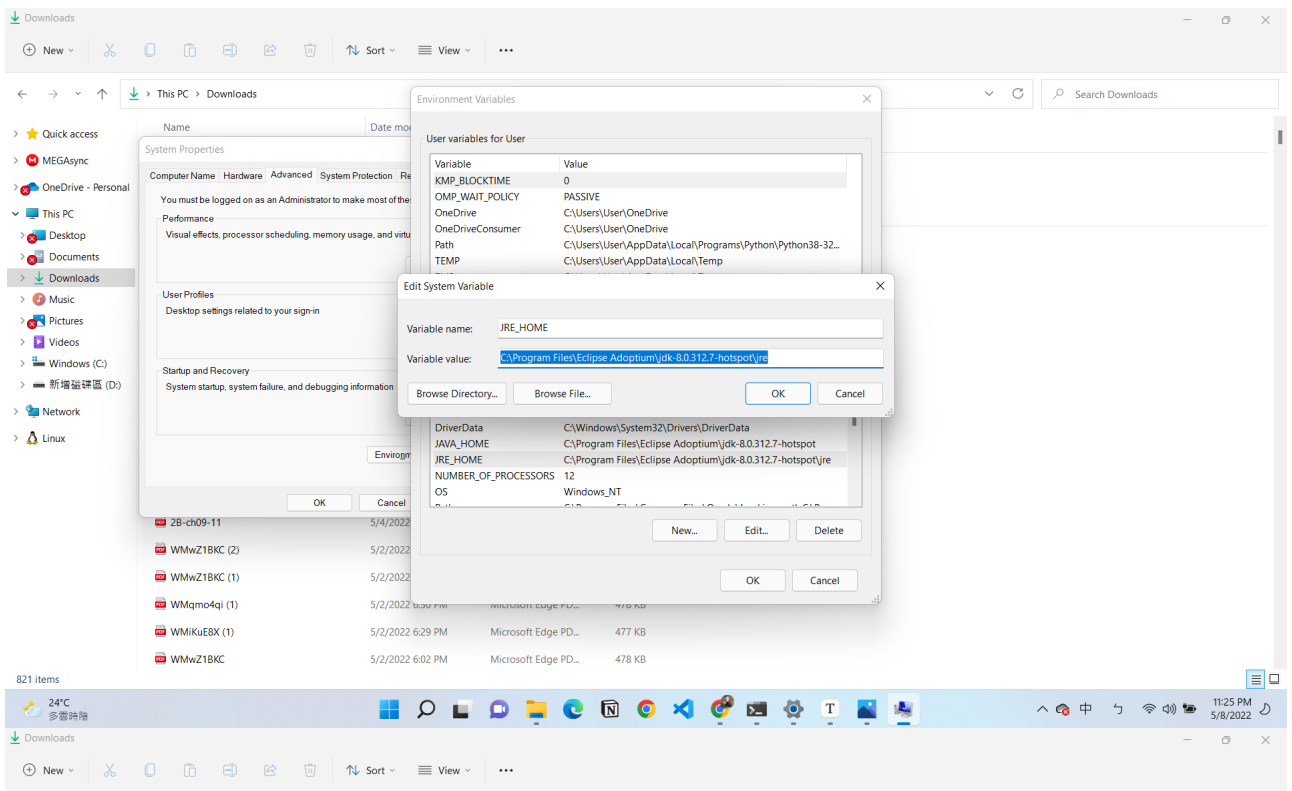 Downloads
New
Sort
View
This PC > Downloads
Search Downloads
Quick access
MEGAsync
OneDrive - Personal
This PC
Desktop
Documents
Downloads
Music
Pictures
Videos
Windows (C:)
新增磁碟區 (D:)
Network
Linux
Name
Date mo
System Properties
Computer Name Hardware Advanced System Protection Re
You must be logged on as an Administrator to make most of the
Performance
Visual effects, processor scheduling, memory usage, and virtu
User Profiles
Desktop settings related to your sign-in
Startup and Recovery
System startup, system failure, and debugging information
Environm
OK Cancel
Environment Variables
User variables for User
Variable Value
KMP_BLOCKTIME 0
OMP_WAIT_POLICY PASSIVE
OneDrive C:\Users\User\OneDrive
OneDriveConsumer C:\Users\User\OneDrive
Path C:\Users\User\AppData\Local\Programs\Python\Python38-32...
TEMP C:\Users\User\AppData\Local\Temp
Edit System Variable
Variable name: JRE_HOME
Variable value: C:\Program Files\Eclipse Adoptium\jdk-8.0.312.7-hotspot\jre
Browse Directory... Browse File... OK Cancel
DriverData C:\Windows\System32\Drivers\DriverData
JAVA_HOME C:\Program Files\Eclipse Adoptium\jdk-8.0.312.7-hotspot
JRE_HOME C:\Program Files\Eclipse Adoptium\jdk-8.0.312.7-hotspot\jre
NUMBER_OF_PROCESSORS 12
OS Windows_NT
New... Edit... Delete
OK Cancel
2B-ch09-11 5/4/2022
WMwZ1BKC (2) 5/2/2022
WMwZ1BKC (1) 5/2/2022
WMqmo4qi (1) 5/2/2022 6:30 PM Microsoft Edge PD... 478 KB
WMiKuE8X (1) 5/2/2022 6:29 PM Microsoft Edge PD... 477 KB
WMwZ1BKC 5/2/2022 6:02 PM Microsoft Edge PD... 478 KB
821 items
24°C
多雲時陰
中
ㄅ
11:25 PM
5/8/2022
Downloads
New
Sort
View